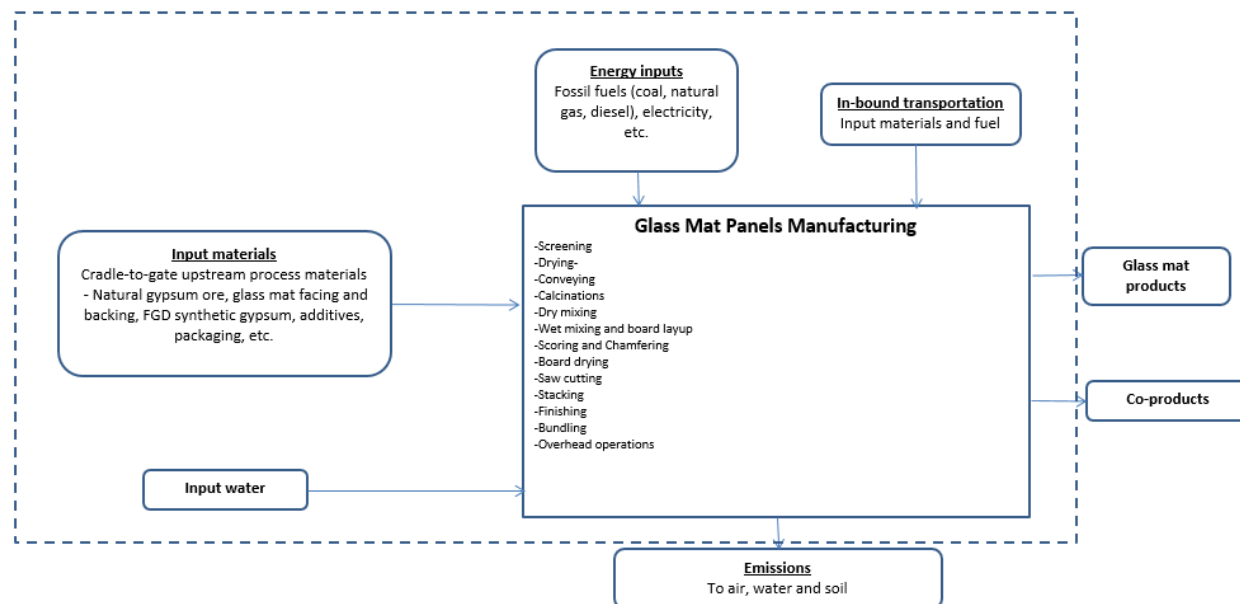 Energy inputs
Fossil fuels (coal, natural
gas, diesel), electricity,
etc.
In-bound transportation
Input materials and fuel
Glass Mat Panels Manufacturing
-Screening
-Drying-
-Conveying
-Calcinations
-Dry mixing
-Wet mixing and board layup
-Scoring and Chamfering
-Board drying
-Saw cutting
-Stacking
-Finishing
-Bundling
-Overhead operations
Input materials
Cradle-to-gate upstream process materials
- Natural gypsum ore, glass mat facing and
backing, FGD synthetic gypsum, additives,
packaging, etc.
Glass mat
products
Co-products
Input water
Emissions
To air, water and soil